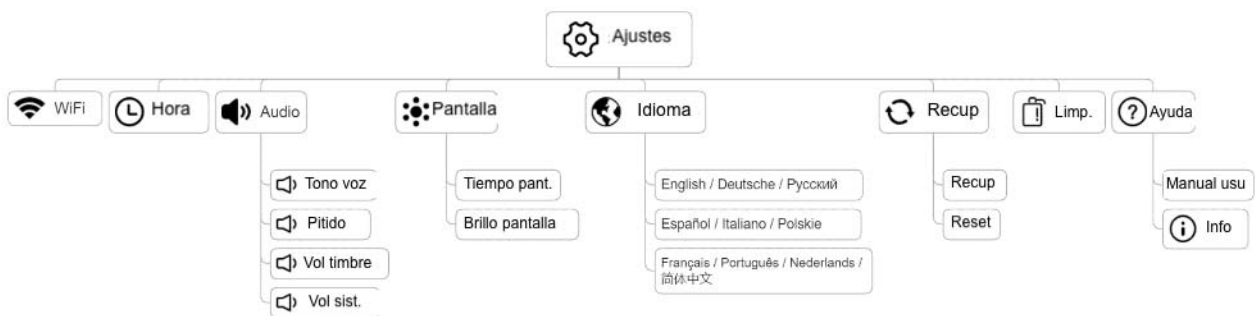 Ajustes
WiFi
Hora
Audio
Pantalla
Idioma
Recup
Limp.
Ayuda
Tono voz
Pitido
Vol timbre
Vol sist.
Tiempo pant.
Brillo pantalla
English / Deutsche / Русский
Español / Italiano / Polskie
Français / Português / Nederlands /
简体中文
Recup
Reset
Manual usu
Info